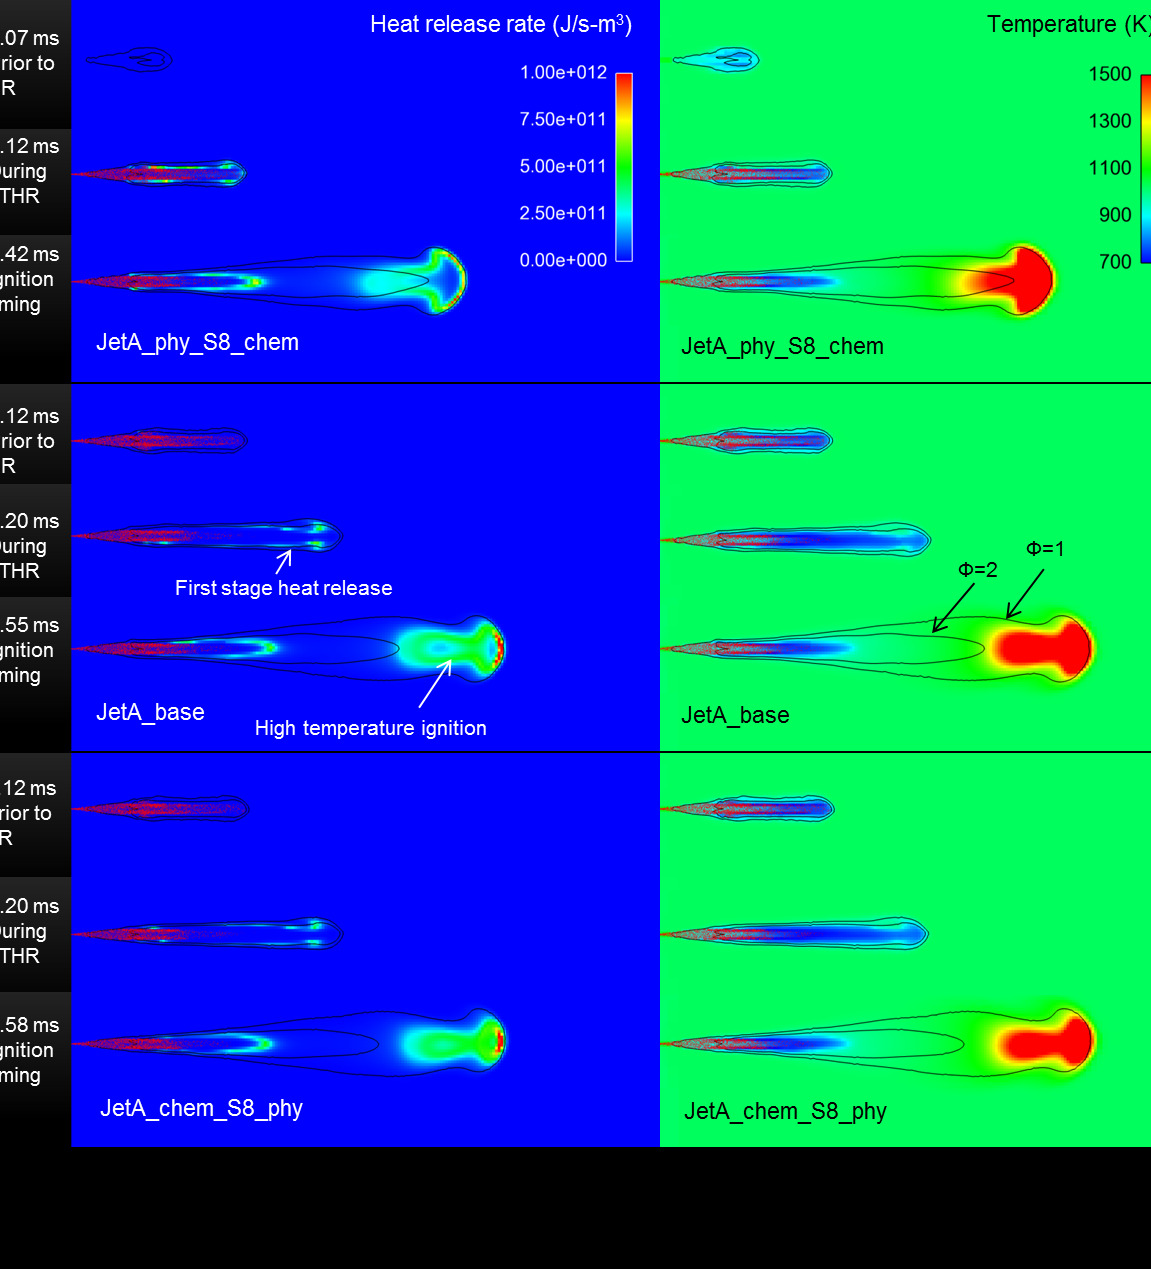 Heat release rate (J/s-m³)
Temperature (K)
.07 ms
rior to
R
1.00e+012
7.50e+011
5.00e+011
2.50e+011
0.00e+000
1500
1300
1100
900
700
.12 ms
uring
THR
.42 ms
gnition
ming
JetA_phy_S8_chem
JetA_phy_S8_chem
.12 ms
rior to
R
.20 ms
uring
THR
First stage heat release
Φ=2
Φ=1
.55 ms
gnition
ming
JetA_base
High temperature ignition
JetA_base
.12 ms
rior to
R
.20 ms
uring
THR
.58 ms
gnition
ming
JetA_chem_S8_phy
JetA_chem_S8_phy